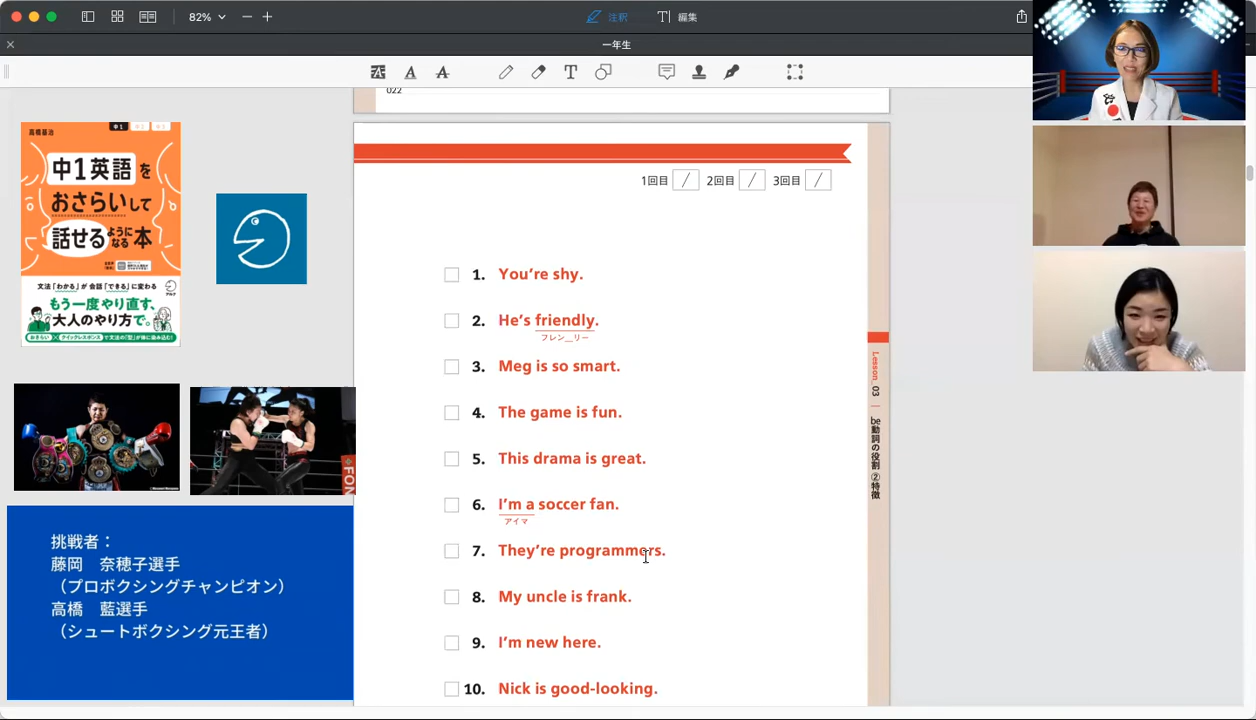 82%
注釈
編集
一年生
022
1回目
2回目
3回目
1. You're shy.
2. He's friendly.
フレン__リー
3. Meg is so smart.
4. The game is fun.
5. This drama is great.
6. I'm a soccer fan.
アイマ
7. They're programmers.
8. My uncle is frank.
9. I'm new here.
10. Nick is good-looking.
Lesson_03
be動詞の役割 ②特徴
高橋基治
中1
中1英語を
おさらいして
話せるようになる本
文法「わかる」が会話「できる」に変わる
もう一度やり直す、
大人のやり方で。
アルク
FON
挑戦者：
藤岡 奈穂子選手
（プロボクシングチャンピオン）
高橋 藍選手
（シュートボクシング元王者）